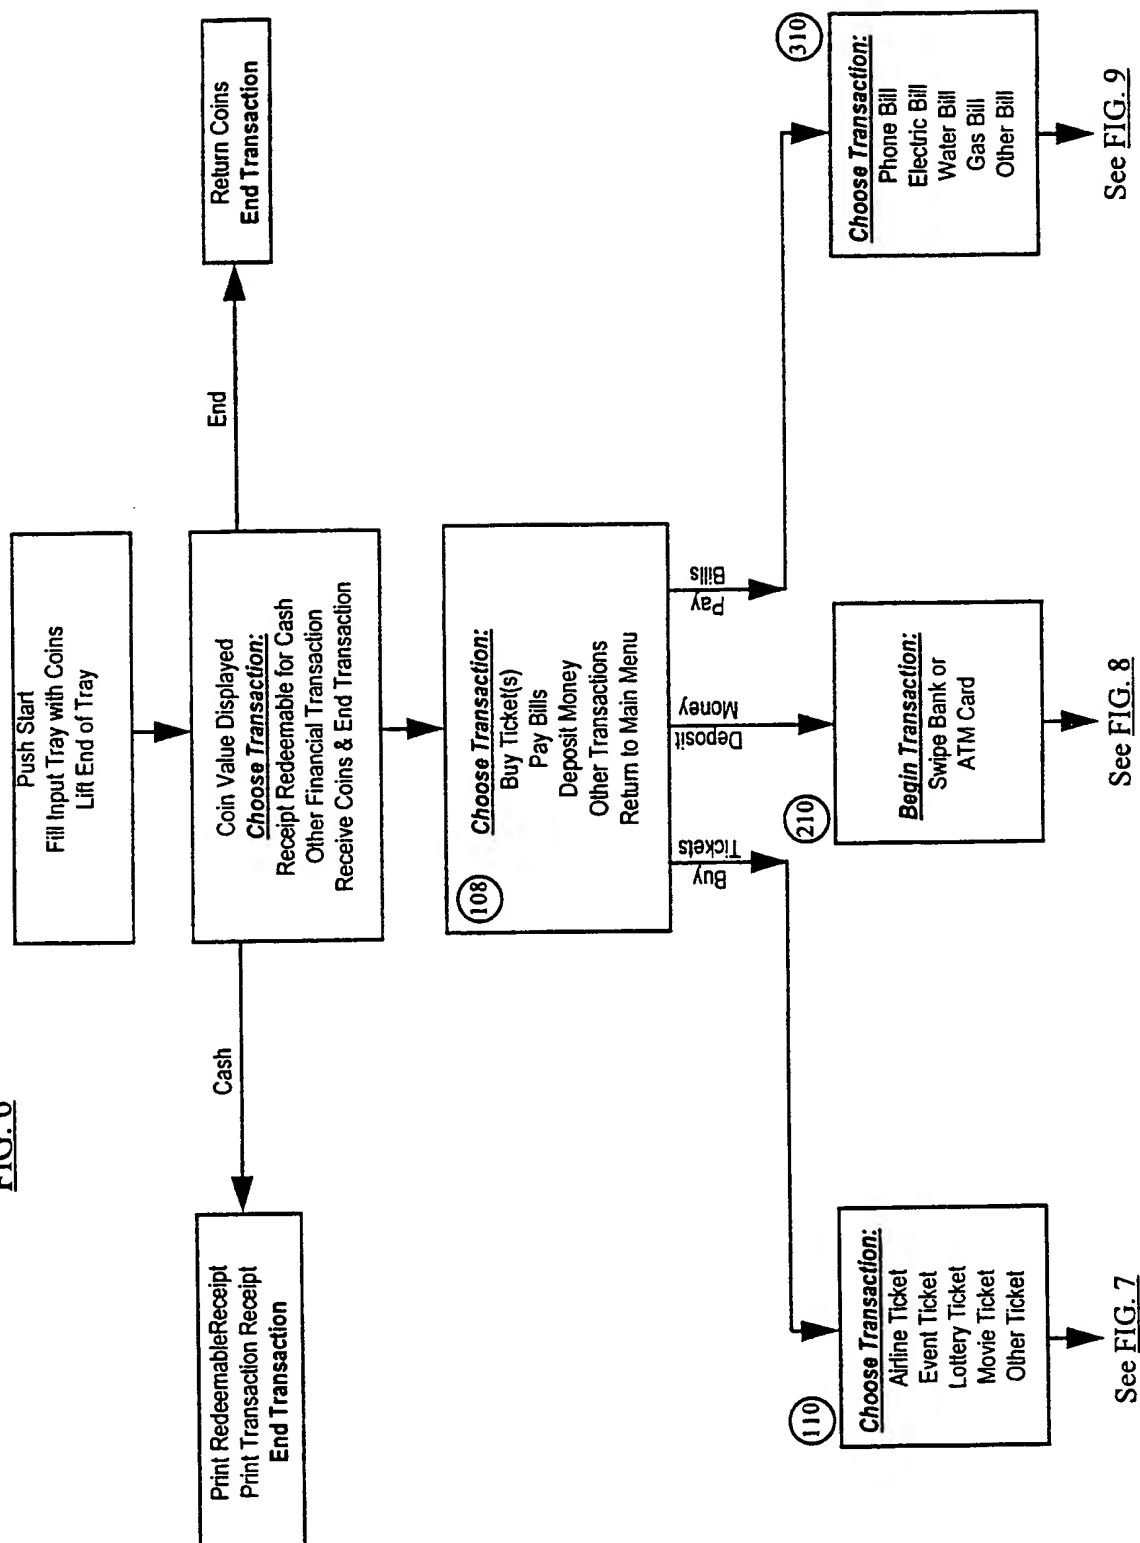 FIG. 6
Push Start
Fill Input Tray with Coins
Lift End of Tray
Print RedeemableReceipt
Print Transaction Receipt
End Transaction
Cash
Coin Value Displayed
Choose Transaction:
Receipt Redeemable for Cash
Other Financial Transaction
Receive Coins & End Transaction
End
Return Coins
End Transaction
108
Choose Transaction:
Buy Ticket(s)
Pay Bills
Deposit Money
Other Transactions
Return to Main Menu
Buy
Tickets
Deposit
Money
Pay
Bills
110
Choose Transaction:
Airline Ticket
Event Ticket
Lottery Ticket
Movie Ticket
Other Ticket
See FIG. 7
210
Begin Transaction:
Swipe Bank or
ATM Card
See FIG. 8
310
Choose Transaction:
Phone Bill
Electric Bill
Water Bill
Gas Bill
Other Bill
See FIG. 9